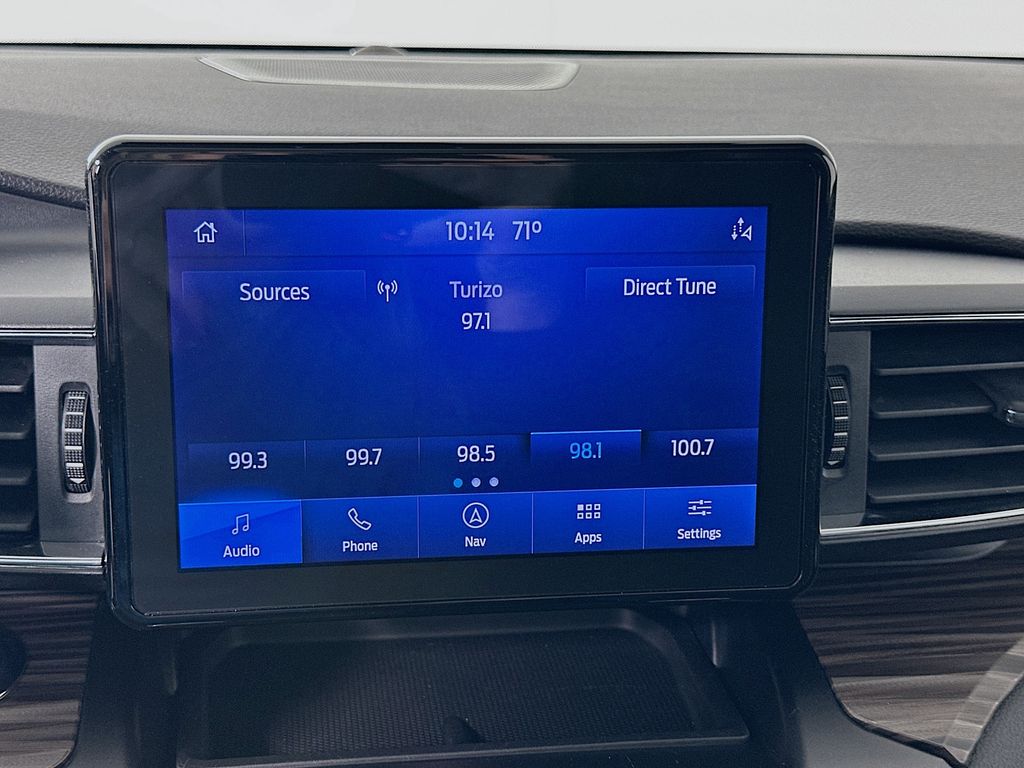 10:14 71º
Sources Turizo Direct Tune
97.1
99.3 99.7 98.5 98.1 100.7
Audio Phone Nav Apps Settings